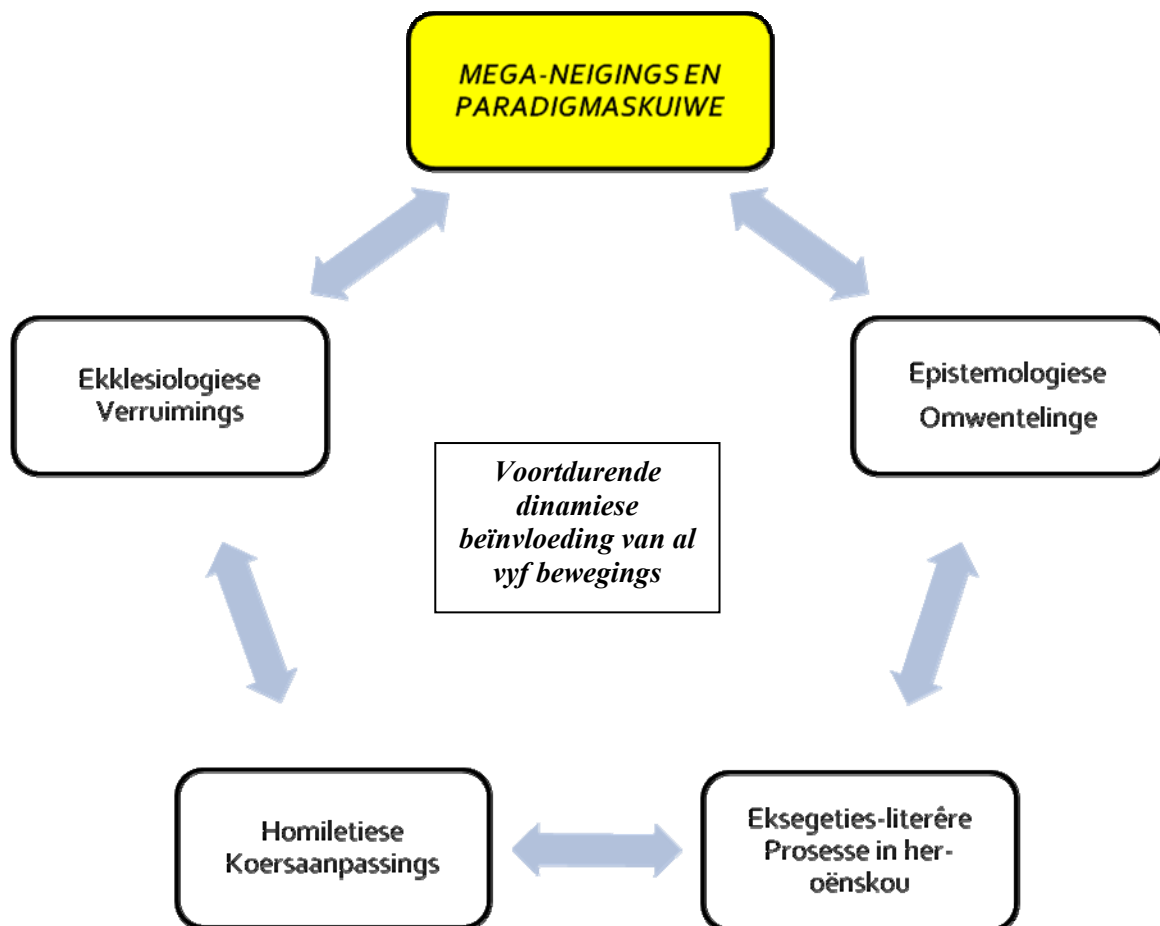 MEGA-NEIGINGS EN
PARADIGMASKUIWE
Ekklesiologiese
Verruimings
Epistemologiese
Omwentelinge
Voortdurende
dinamiese
beïnvloeding van al
vyf bewegings
Homiletiese
Koersaanpassings
Eksegeties-literêre
Prosesse in her-
oënskou